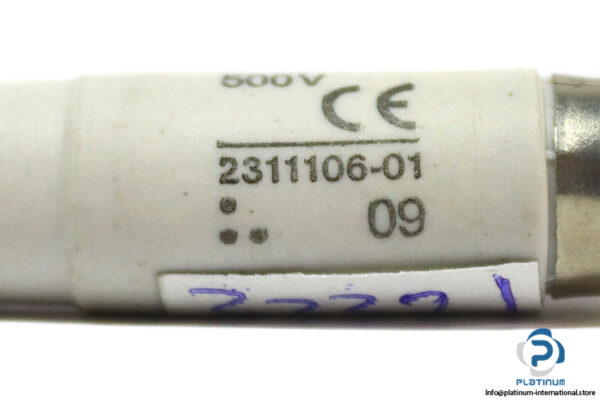 500V
CE
2311106-01
09
PLATINUM
info@platinum-international.store